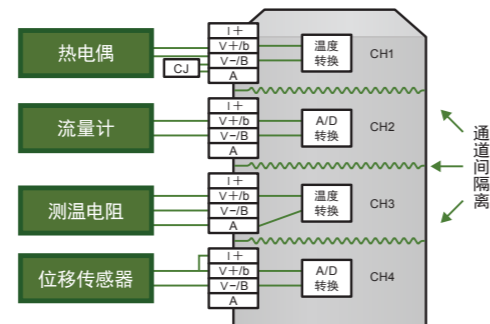 热电偶
CJ
I＋
V＋/b
V－/B
A
温度
转换
CH1
流量计
I＋
V＋/b
V－/B
A
A/D
转换
CH2
测温电阻
I＋
V＋/b
V－/B
A
温度
转换
CH3
位移传感器
I＋
V＋/b
V－/B
A
A/D
转换
CH4
通道间隔离